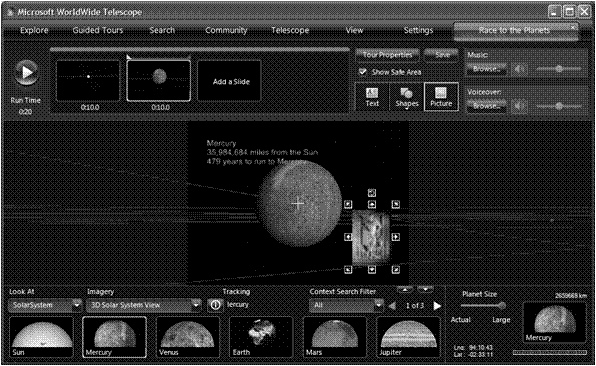 Microsoft WorldWide Telescope
Explore Guided Tours Search Community Telescope View Settings Race to the Planets
Tour Properties Save Music:
Show Safe Area Browse...
Add a Slide
Run Time
0:20
0:10.0 0:10.0
Text Shapes Picture
Voiceover:
Browse...
Mercury
35,984,684 miles from the Sun
479 years to run to Mercury
Look At Imagery Tracking Context Search Filter Planet Size 2659669 km
SolarSystem 3D Solar System View Mercury All 1 of 3
Actual Large
Sun Mercury Venus Earth Mars Jupiter Mercury
Lng: 94:10:43
Lat: -02:33:11